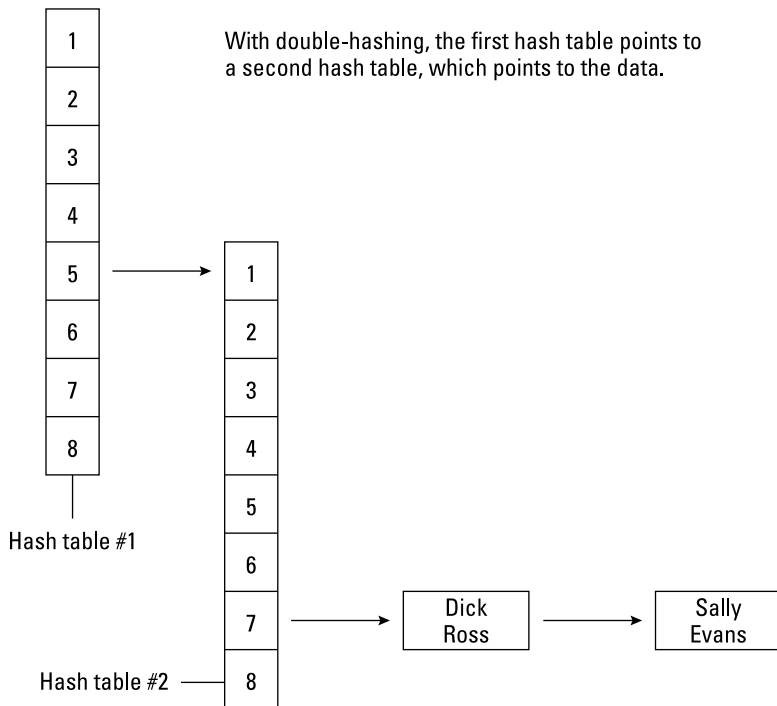 With double-hashing, the first hash table points to
a second hash table, which points to the data.
1
2
3
4
5
6
7
8
Hash table #1
1
2
3
4
5
6
7
8
Hash table #2
Dick
Ross
Sally
Evans